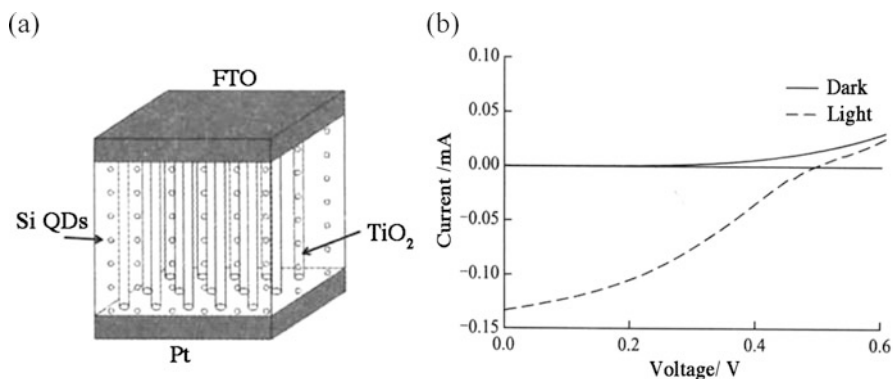 (a)
FTO
Si QDs
TiO₂
Pt
(b)
0.10
0.05
0.00
−0.05
−0.10
−0.15
Current /mA
Dark
Light
0.0
0.2
0.4
0.6
Voltage/ V